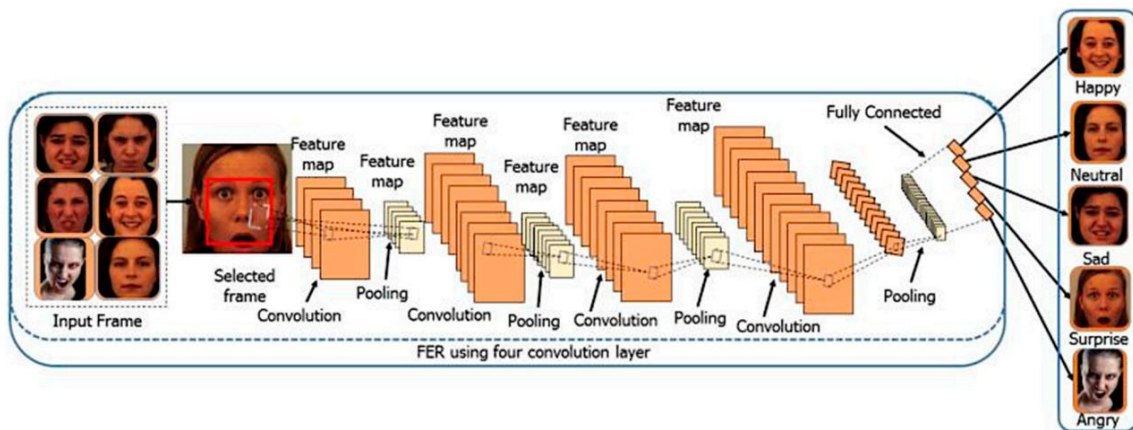 Input Frame
Selected
frame
Feature
map
Convolution
Feature
map
Pooling
Feature
map
Convolution
Feature
map
Pooling
Feature
map
Convolution
Pooling
Feature
map
Convolution
Fully Connected
Pooling
FER using four convolution layer
Happy
Neutral
Sad
Surprise
Angry